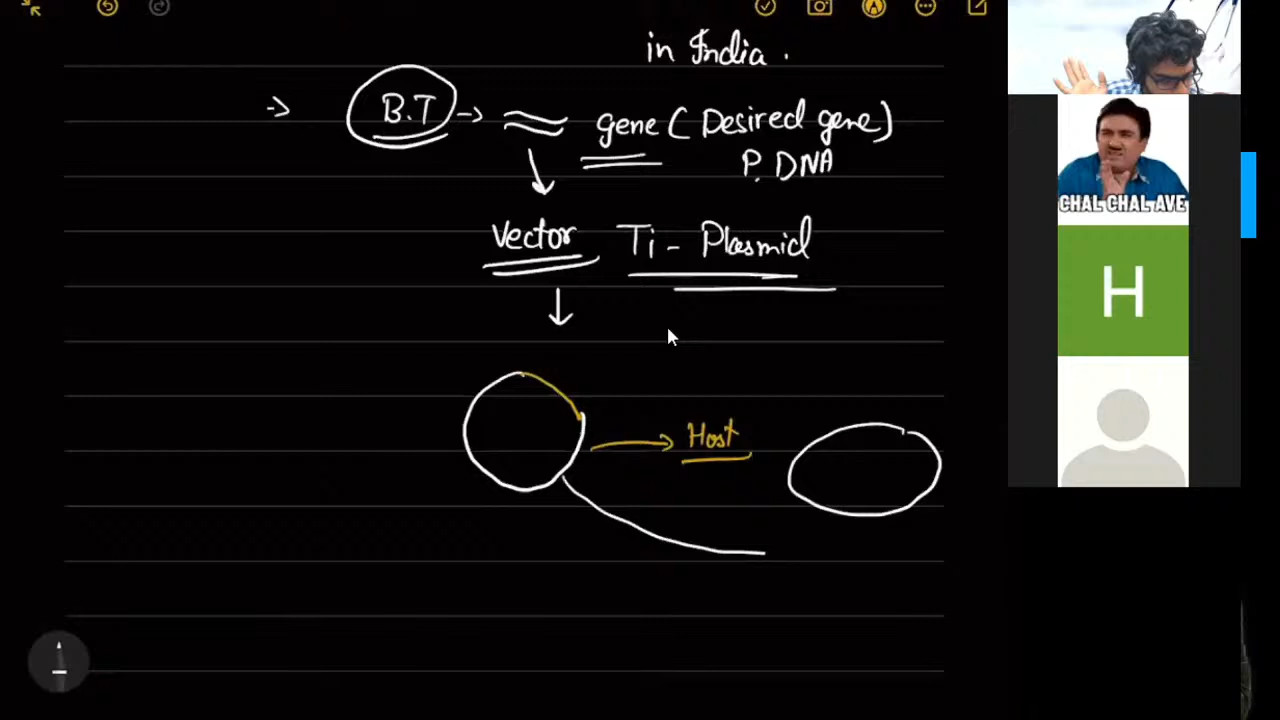 in India.
→ B.T → gene (Desired gene)
P. DNA
Vector Ti - Plasmid
Host
CHAL CHAL AVE
H